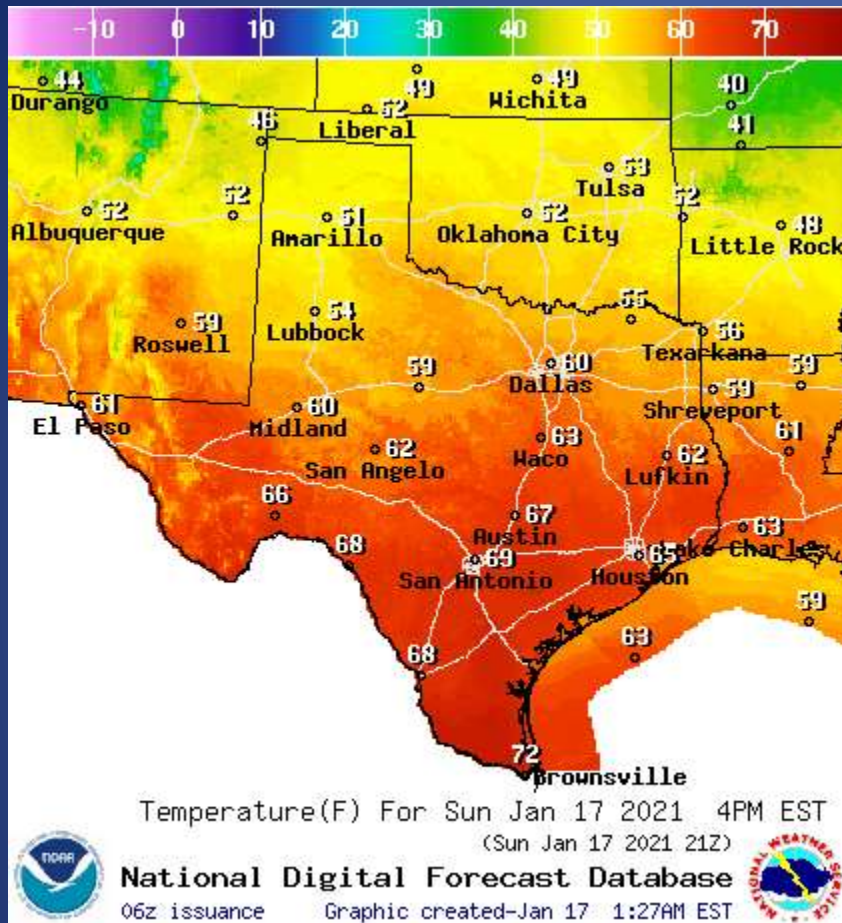 -10 0 10 20 30 40 50 60 70
44 49 49 40
Durango Wichita
52
Liberal
46 41
53
Tulsa
52 52 51 52 52 48
Albuquerque Amarillo Oklahoma City Little Rock
54 55
59 Lubbock 56
Roswell Texarkana
59 60 59
Dallas 59
61 60 Shreveport
El Paso Midland
62 63 62 61
San Angelo Waco Lufkin
66 67 63
Austin
68 69 65 Lake Charles
San Antonio Houston
59
68 63
72
Brownsville
Temperature(F) For Sun Jan 17 2021 4PM EST
(Sun Jan 17 2021 21Z)
NOAA
NATIONAL WEATHER SERVICE
National Digital Forecast Database
06z issuance Graphic created-Jan 17 1:27AM EST